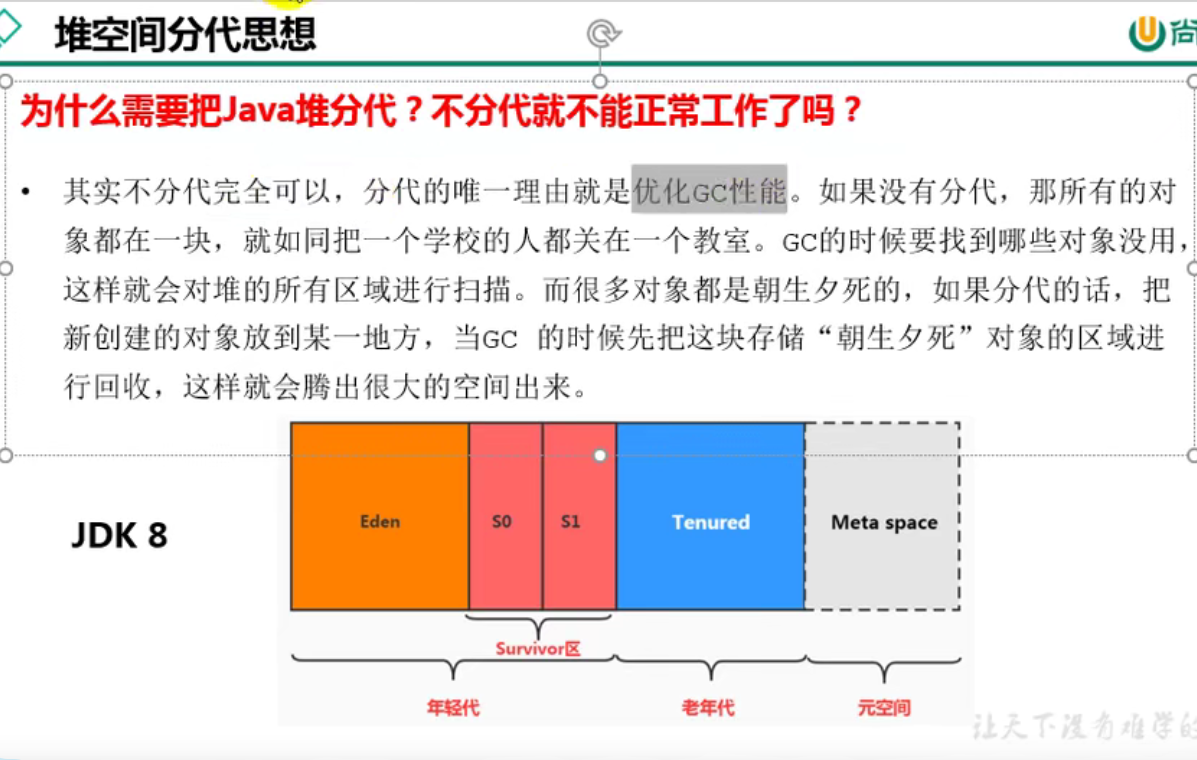 堆空间分代思想
尚
为什么需要把Java堆分代？不分代就不能正常工作了吗？
• 其实不分代完全可以，分代的唯一理由就是优化GC性能。如果没有分代，那所有的对
象都在一块，就如同把一个学校的人都关在一个教室。GC的时候要找到哪些对象没用，
这样就会对堆的所有区域进行扫描。而很多对象都是朝生夕死的，如果分代的话，把
新创建的对象放到某一地方，当GC 的时候先把这块存储“朝生夕死”对象的区域进
行回收，这样就会腾出很大的空间出来。
JDK 8
Eden
S0
S1
Tenured
Meta space
Survivor区
年轻代
老年代
元空间
让天下没有难学的